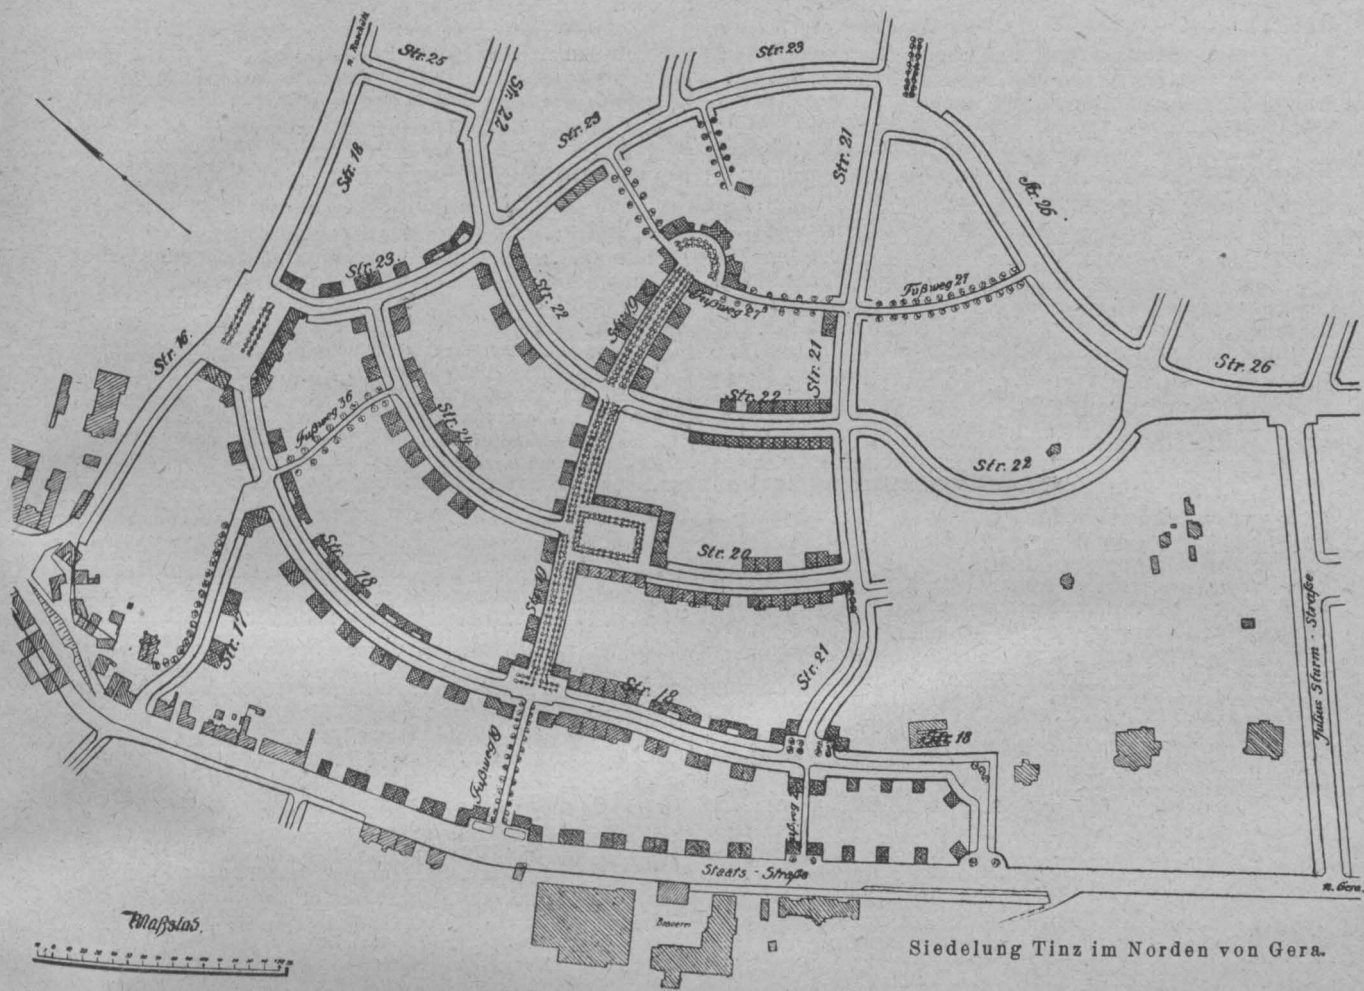 n. Roschütz
Str. 25
Str. 23
Str. 22
Str. 23
Str. 18
Str. 21
Str. 26
Str. 23.
Str. 22
Str. 19
Fußweg 27
Fußweg 27
Str. 16.
Str. 21
Str. 26
Fußweg 36
Str. 24
Str. 22
Str. 22
Str. 18
Str. 20
Str. 19
Julius Sturm - Straße
Str. 17
Str. 18
Str. 21
Str. 18
Fußweg
Fußweg
Staats - Straße
n. Gera.
Maßstab.
Brauerei
Siedelung Tinz im Norden von Gera.